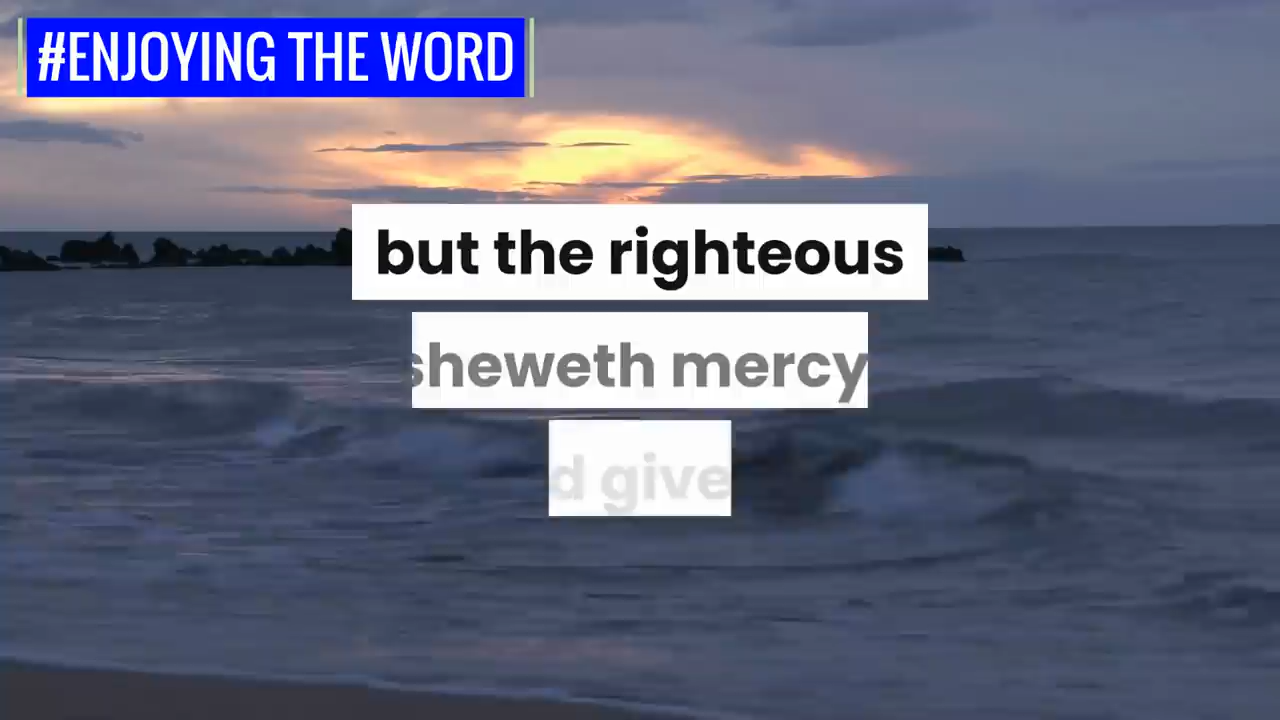 #ENJOYING THE WORD
but the righteous
sheweth mercy
d give